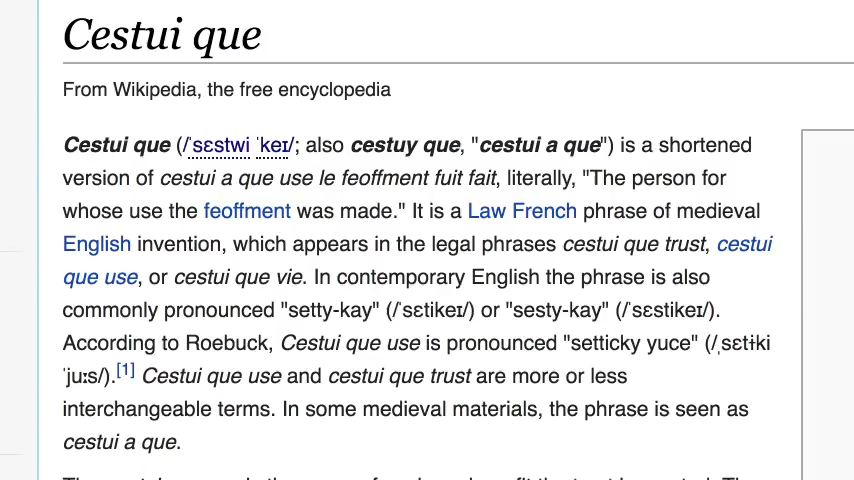 Cestui que
From Wikipedia, the free encyclopedia
Cestui que (/ˈsɛstwi ˈkeɪ/; also cestuy que, "cestui a que") is a shortened
version of cestui a que use le feoffment fuit fait, literally, "The person for
whose use the feoffment was made." It is a Law French phrase of medieval
English invention, which appears in the legal phrases cestui que trust, cestui
que use, or cestui que vie. In contemporary English the phrase is also
commonly pronounced "setty-kay" (/ˈsɛtikeɪ/) or "sesty-kay" (/ˈsɛstikeɪ/).
According to Roebuck, Cestui que use is pronounced "setticky yuce" (/ˌsɛtɨki
ˈjuːs/).[1] Cestui que use and cestui que trust are more or less
interchangeable terms. In some medieval materials, the phrase is seen as
cestui a que.